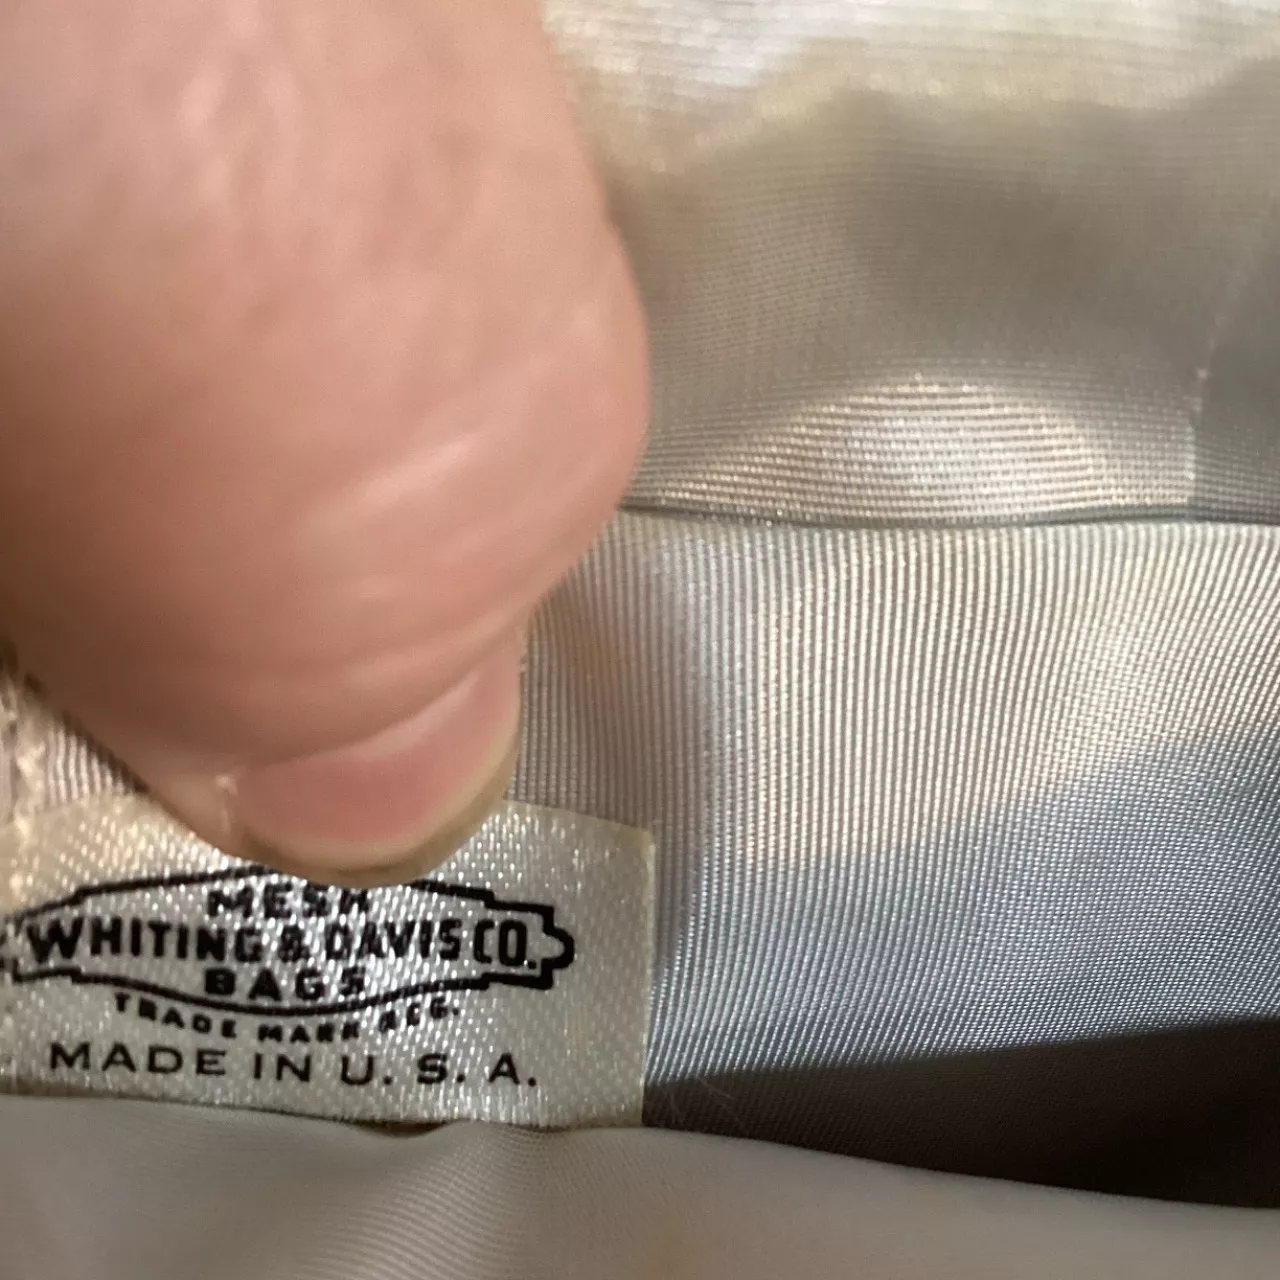 MESH
WHITING & DAVIS CO.
BAGS
TRADE MARK REG.
MADE IN U. S. A.